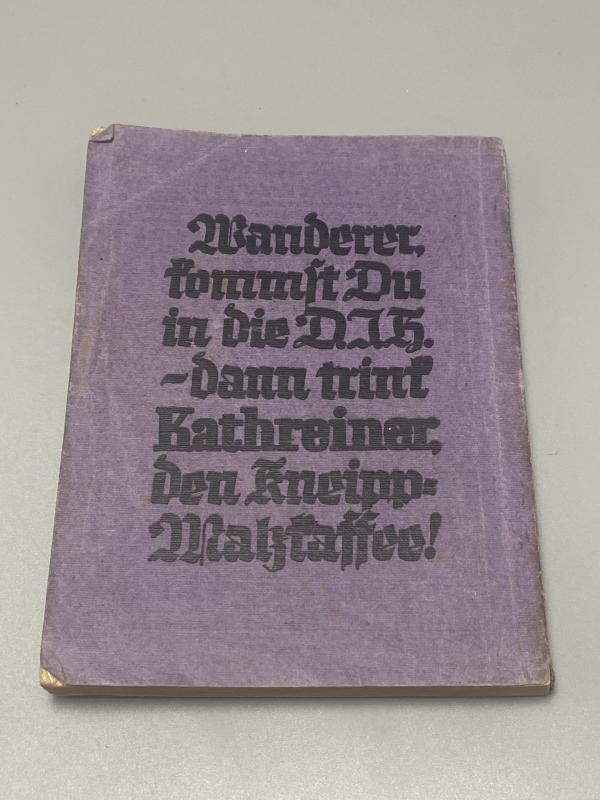 Wanderer,
kommst Du
in die D.J.H.
-dann trink
Kathreiner,
den Kneipp-
Malzkaffee!